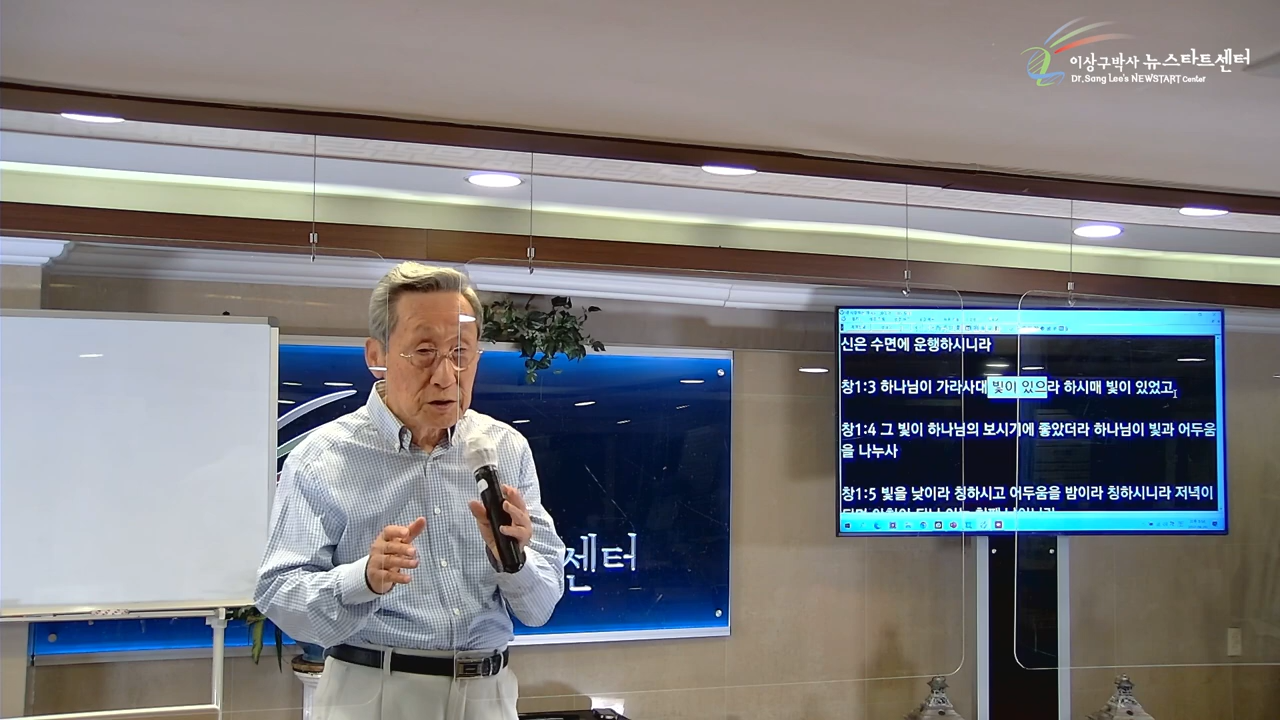 이상구박사 뉴스타트센터
Dr. Sang Lee's NEWSTART Center
신은 수면에 운행하시니라
창1:3 하나님이 가라사대 빛이 있으라 하시매 빛이 있었고,
창1:4 그 빛이 하나님의 보시기에 좋았더라 하나님이 빛과 어두움
을 나누사
창1:5 빛을 낮이라 칭하시고 어두움을 밤이라 칭하시니라 저녁이
센터